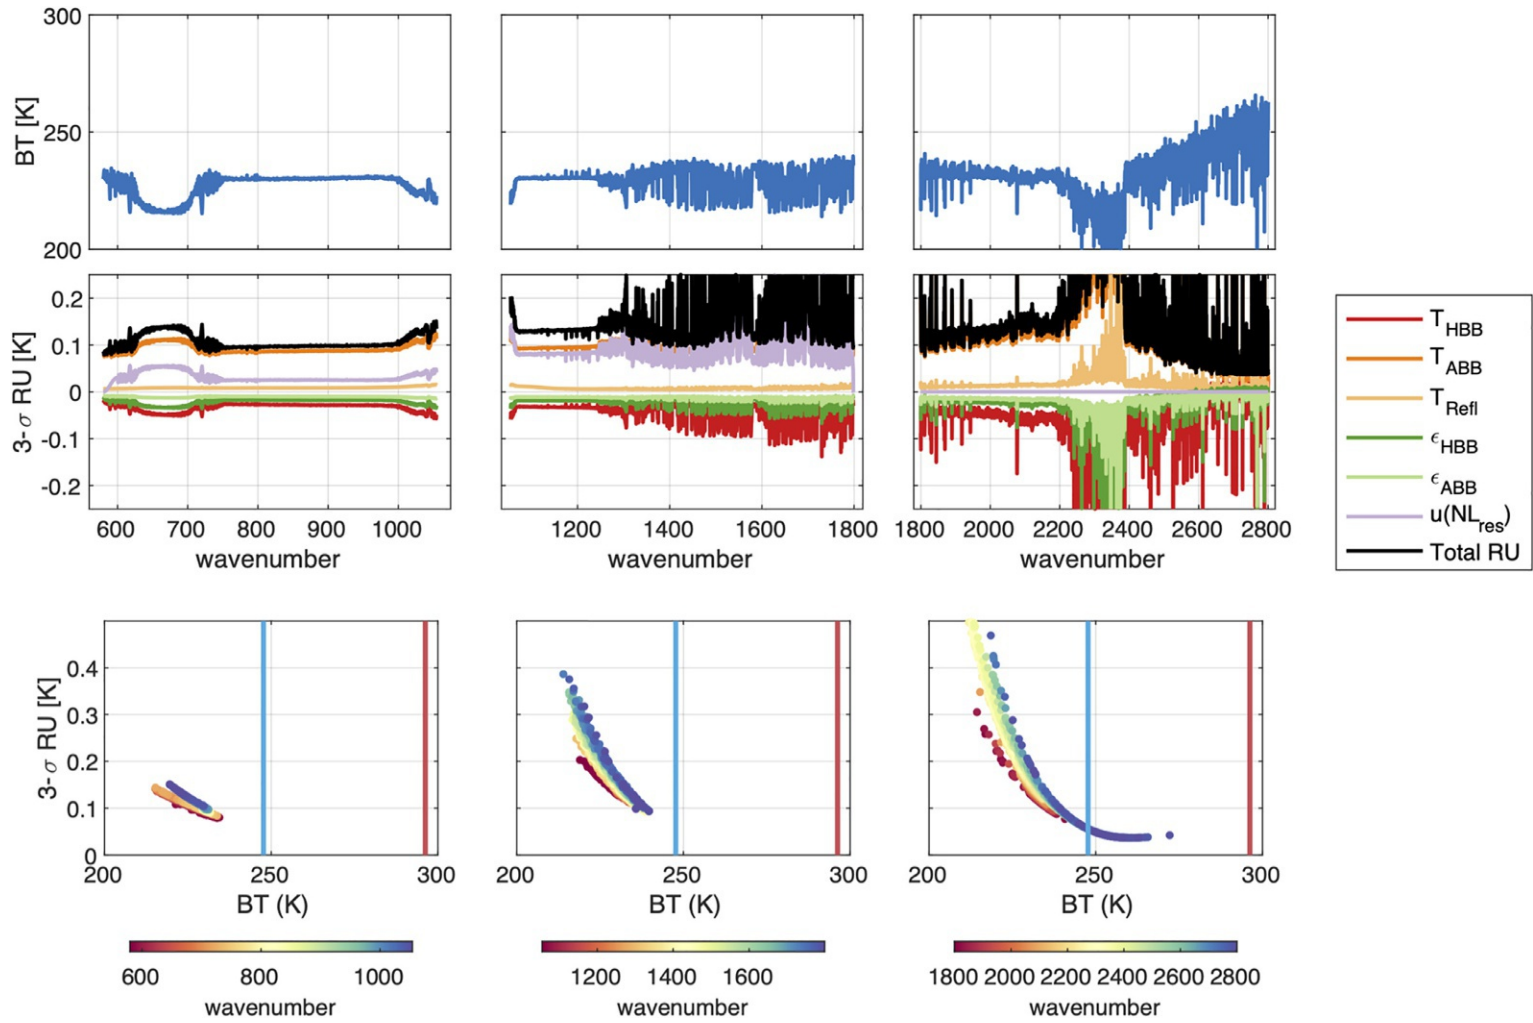 300
250
200
BT [K]
0.2
0.1
0
-0.1
-0.2
3-σ RU [K]
600 700 800 900 1000
wavenumber
1200 1400 1600 1800
wavenumber
1800 2000 2200 2400 2600 2800
wavenumber
T_HBB
T_ABB
T_Refl
ϵ_HBB
ϵ_ABB
u(NL_res)
Total RU
0.4
0.3
0.2
0.1
0
3-σ RU [K]
200 250 300
BT (K)
200 250 300
BT (K)
200 250 300
BT (K)
600 800 1000
wavenumber
1200 1400 1600
wavenumber
1800 2000 2200 2400 2600 2800
wavenumber